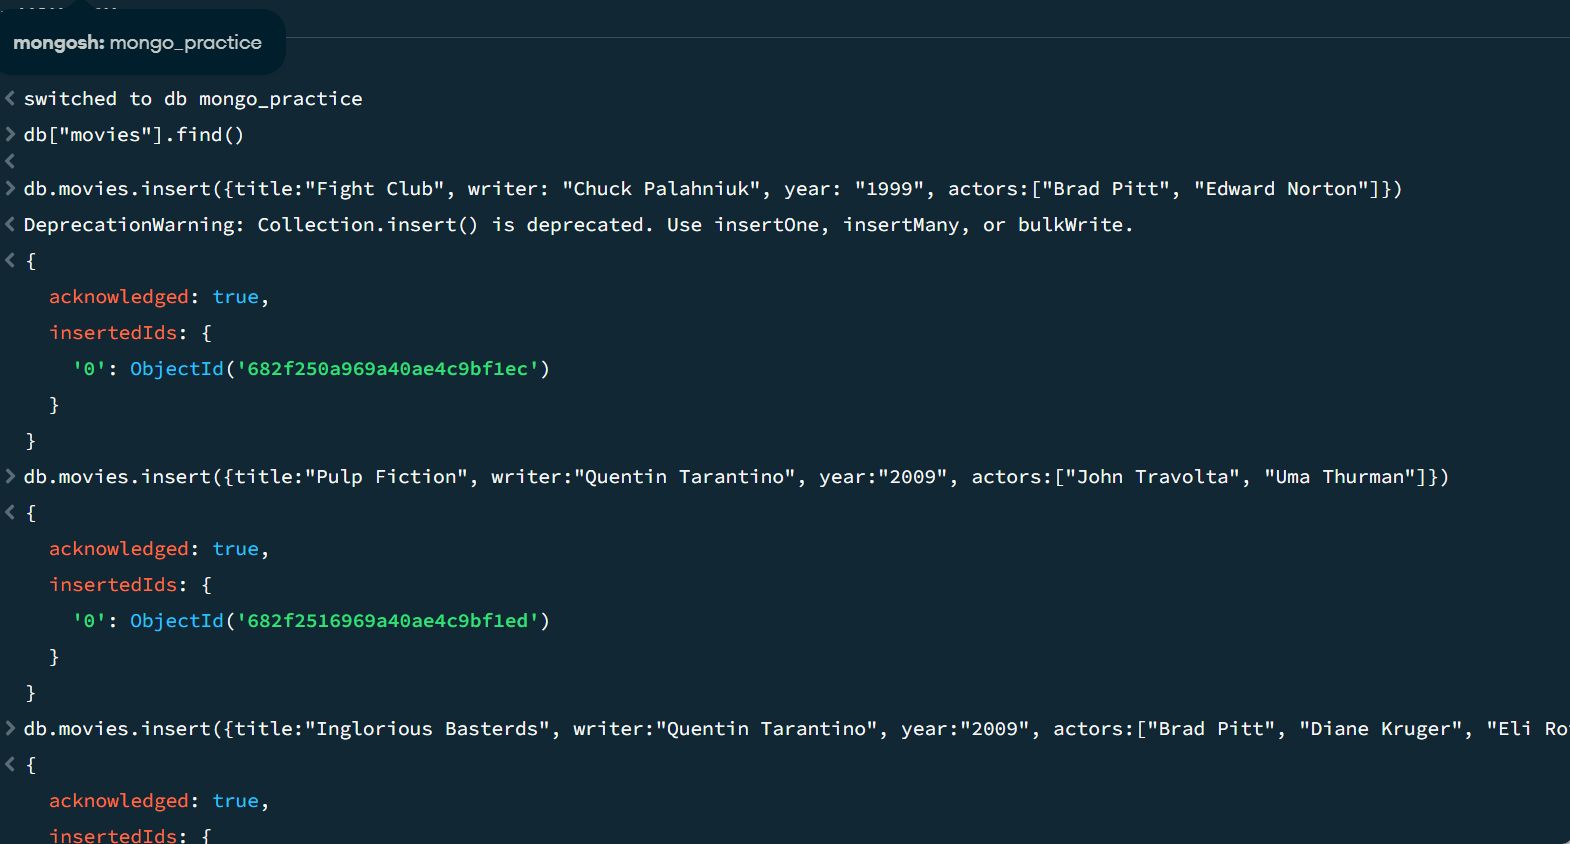 mongosh: mongo_practice
switched to db mongo_practice
db["movies"].find()
db.movies.insert({title:"Fight Club", writer: "Chuck Palahniuk", year: "1999", actors:["Brad Pitt", "Edward Norton"]})
DeprecationWarning: Collection.insert() is deprecated. Use insertOne, insertMany, or bulkWrite.
{
acknowledged: true,
insertedIds: {
'0': ObjectId('682f250a969a40ae4c9bf1ec')
}
}
db.movies.insert({title:"Pulp Fiction", writer:"Quentin Tarantino", year:"2009", actors:["John Travolta", "Uma Thurman"]})
{
acknowledged: true,
insertedIds: {
'0': ObjectId('682f2516969a40ae4c9bf1ed')
}
}
db.movies.insert({title:"Inglorious Basterds", writer:"Quentin Tarantino", year:"2009", actors:["Brad Pitt", "Diane Kruger", "Eli
{
acknowledged: true,
insertedIds: {